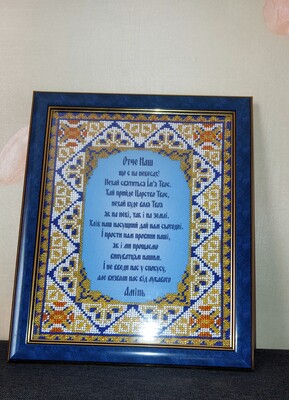 Отче Наш
що є на небесах!
Нехай святиться Ім'я Твоє.
Хай прийде Царство Твоє,
нехай буде воля Твоя
як на небі, так і на землі.
Хліб наш насущний дай нам сьогодні.
І прости нам провини наші,
як і ми прощаємо
винуватцям нашим.
І не введи нас у спокусу,
але визволи нас від лукавого
Амінь